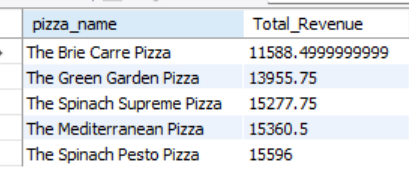 pizza_name Total_Revenue
The Brie Carre Pizza 11588.4999999999
The Green Garden Pizza 13955.75
The Spinach Supreme Pizza 15277.75
The Mediterranean Pizza 15360.5
The Spinach Pesto Pizza 15596